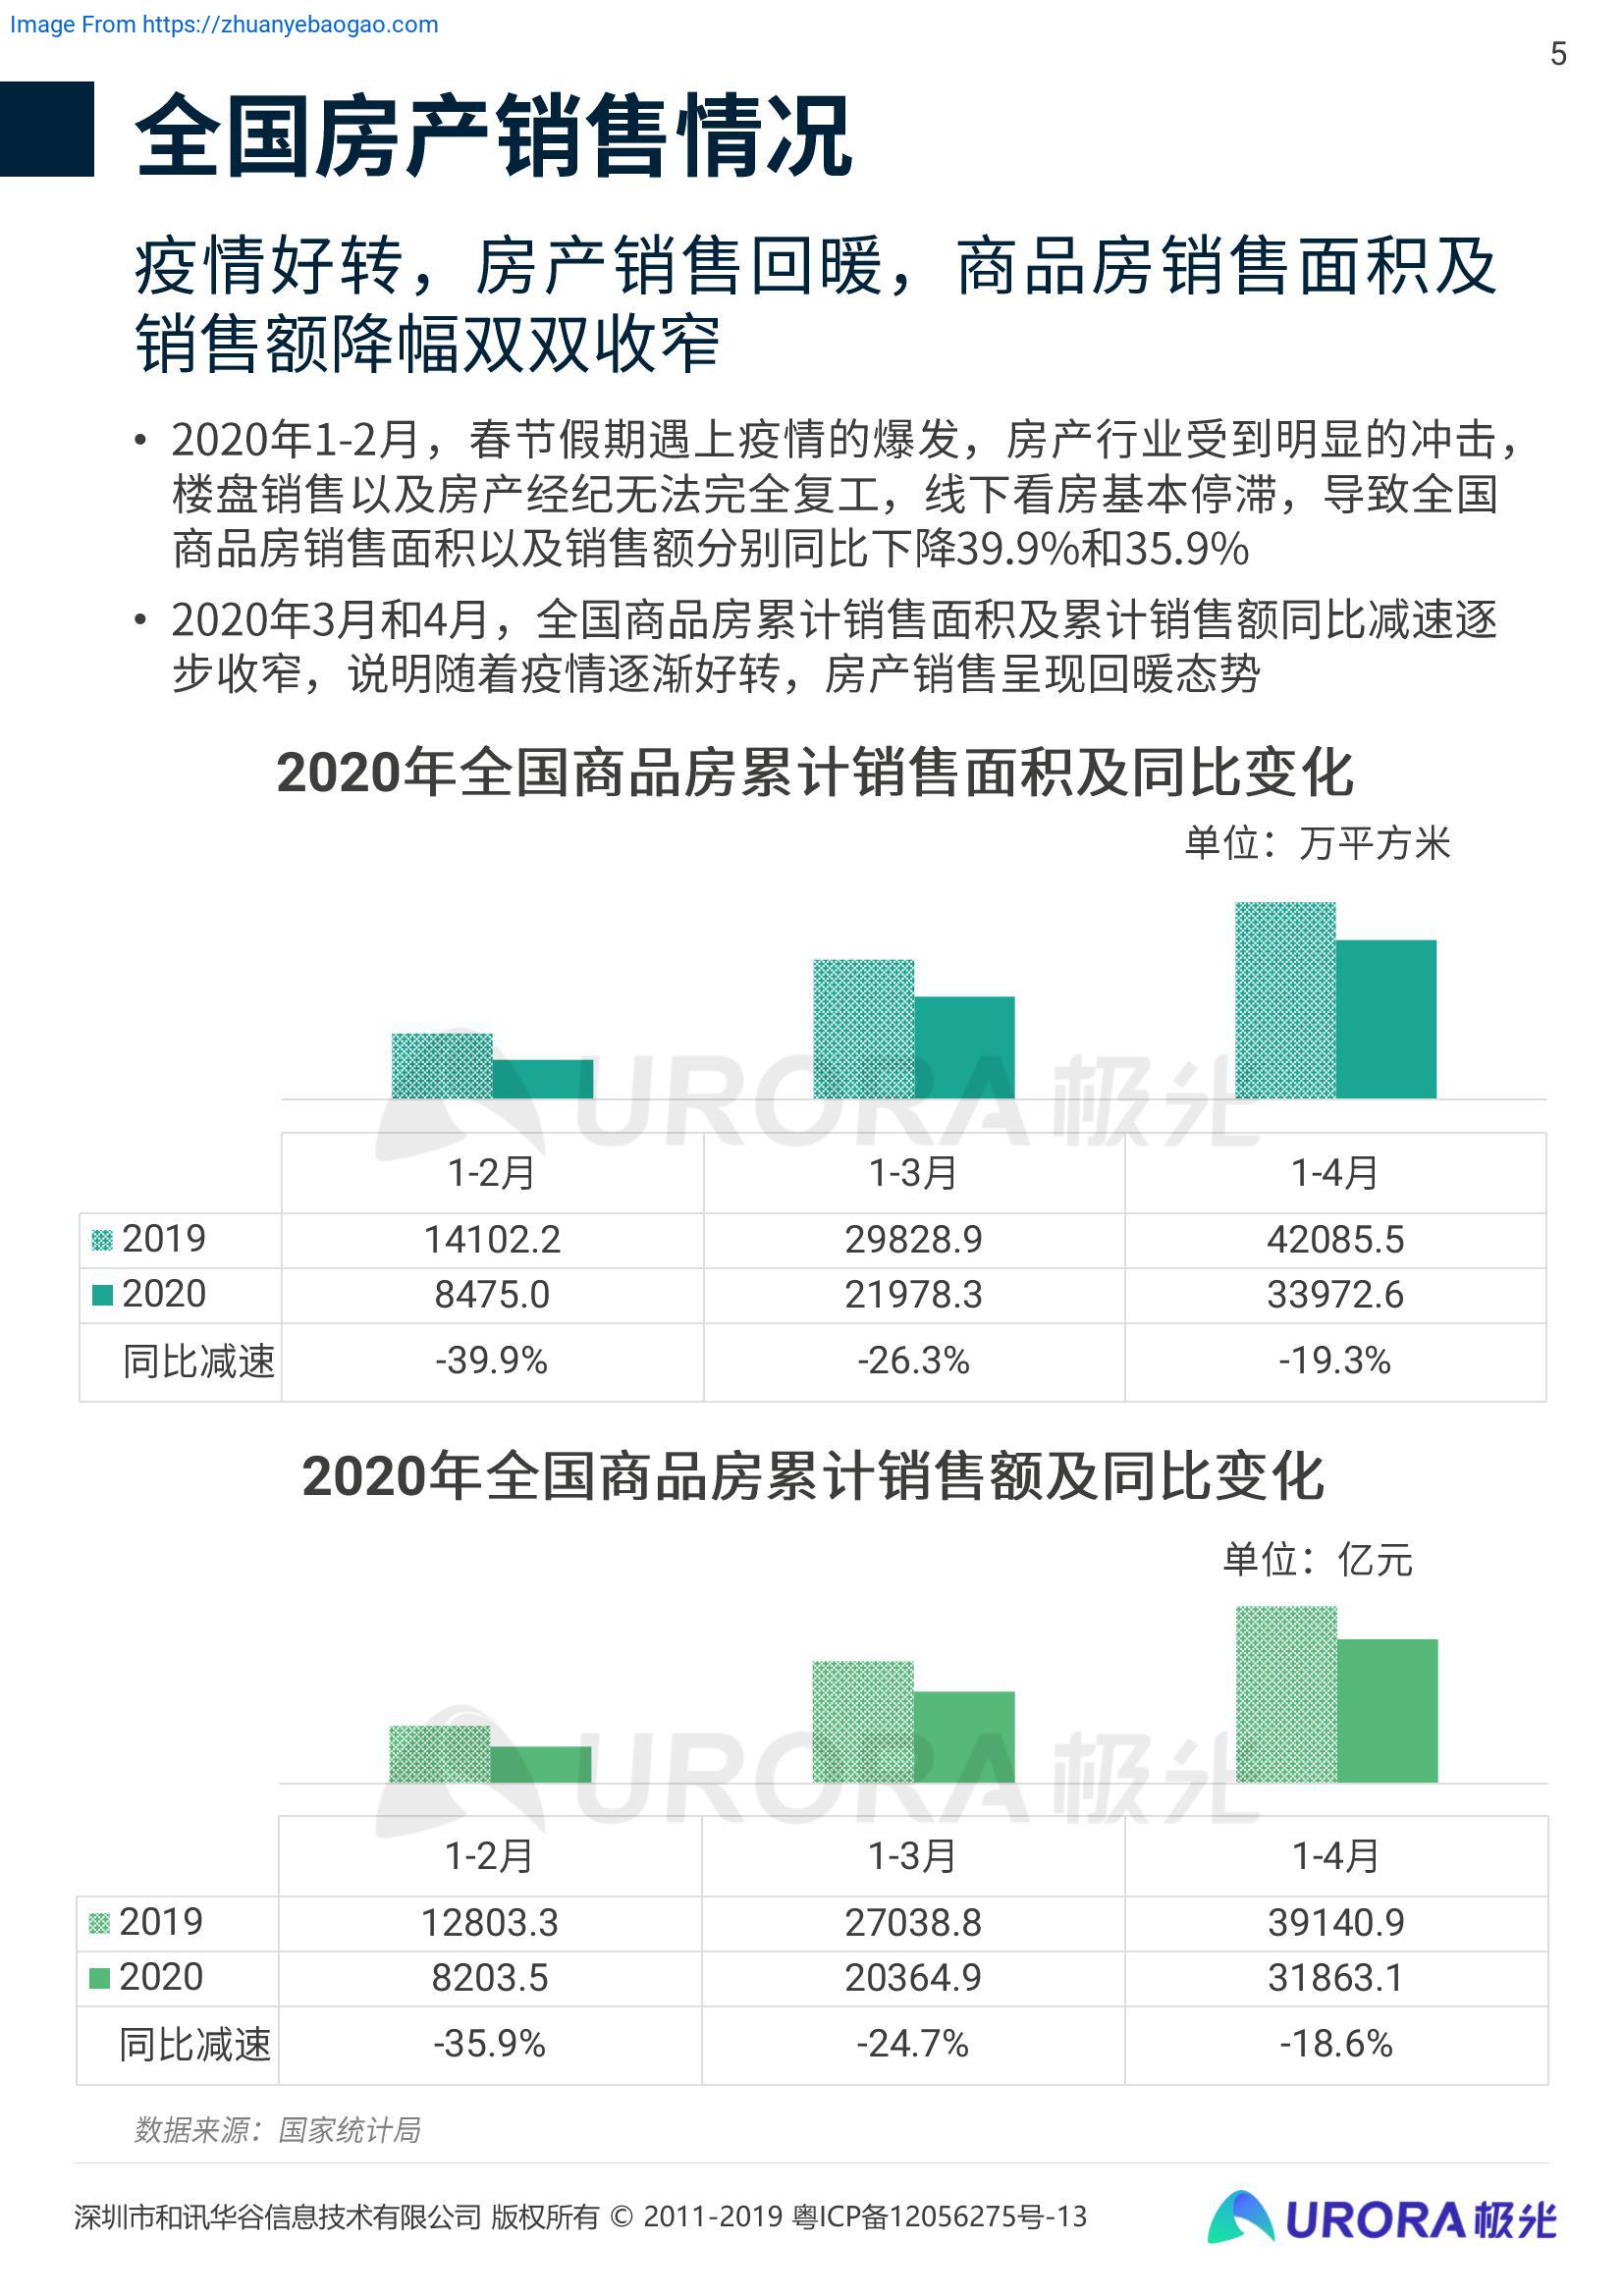 Image From https://zhuanyebaogao.com
5
全国房产销售情况
疫情好转，房产销售回暖，商品房销售面积及
销售额降幅双双收窄
• 2020年1-2月，春节假期遇上疫情的爆发，房产行业受到明显的冲击，
楼盘销售以及房产经纪无法完全复工，线下看房基本停滞，导致全国
商品房销售面积以及销售额分别同比下降39.9%和35.9%
• 2020年3月和4月，全国商品房累计销售面积及累计销售额同比减速逐
步收窄，说明随着疫情逐渐好转，房产销售呈现回暖态势
2020年全国商品房累计销售面积及同比变化
单位：万平方米
URORA极光
1-2月 1-3月 1-4月
2019 14102.2 29828.9 42085.5
2020 8475.0 21978.3 33972.6
同比减速 -39.9% -26.3% -19.3%
2020年全国商品房累计销售额及同比变化
单位：亿元
URORA极光
1-2月 1-3月 1-4月
2019 12803.3 27038.8 39140.9
2020 8203.5 20364.9 31863.1
同比减速 -35.9% -24.7% -18.6%
数据来源：国家统计局
深圳市和讯华谷信息技术有限公司 版权所有 © 2011-2019 粤ICP备12056275号-13
URORA极光